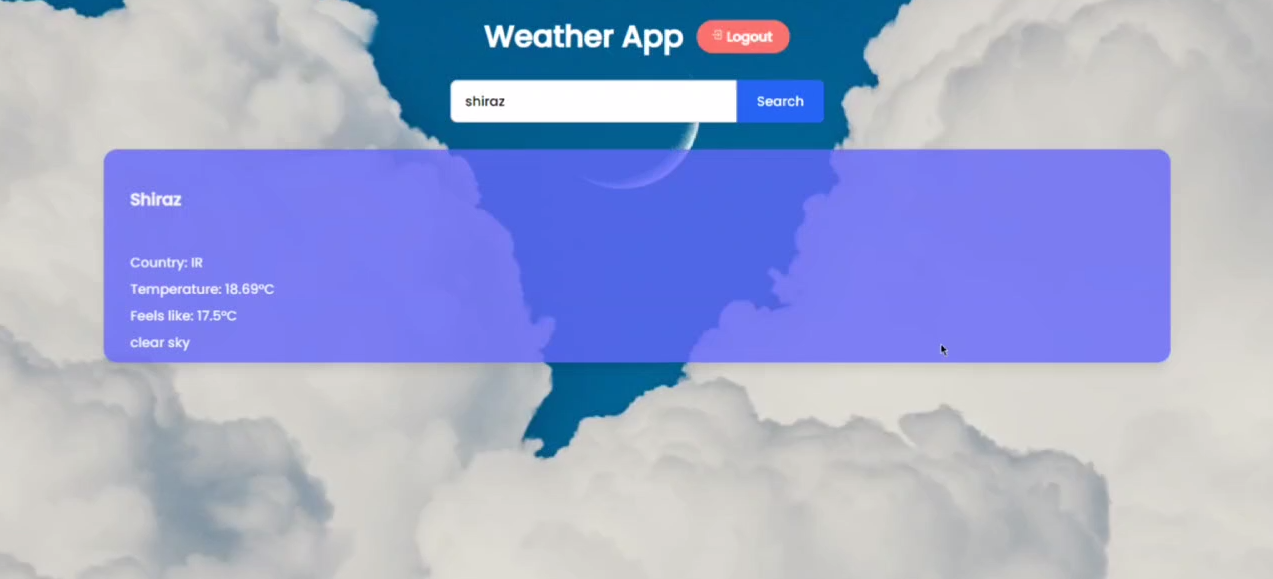 Weather App
Logout
shiraz
Search
Shiraz
Country: IR
Temperature: 18.69°C
Feels like: 17.5°C
clear sky